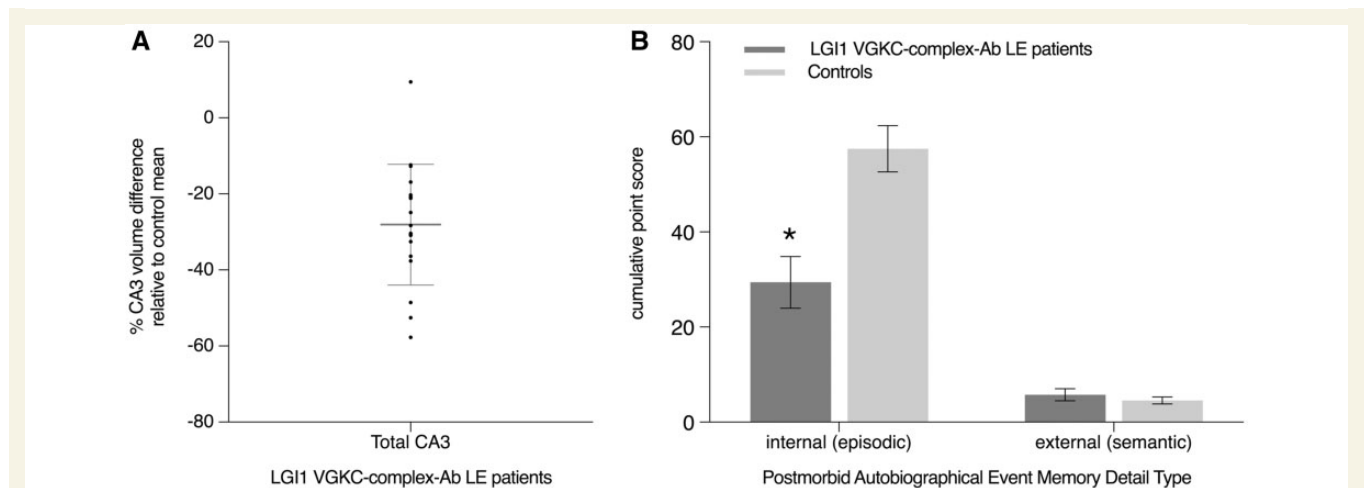 A
20
0
-20
-40
-60
-80
% CA3 volume difference
relative to control mean
Total CA3
LGI1 VGKC-complex-Ab LE patients
B
80
60
40
20
0
cumulative point score
LGI1 VGKC-complex-Ab LE patients
Controls
*
internal (episodic)
external (semantic)
Postmorbid Autobiographical Event Memory Detail Type